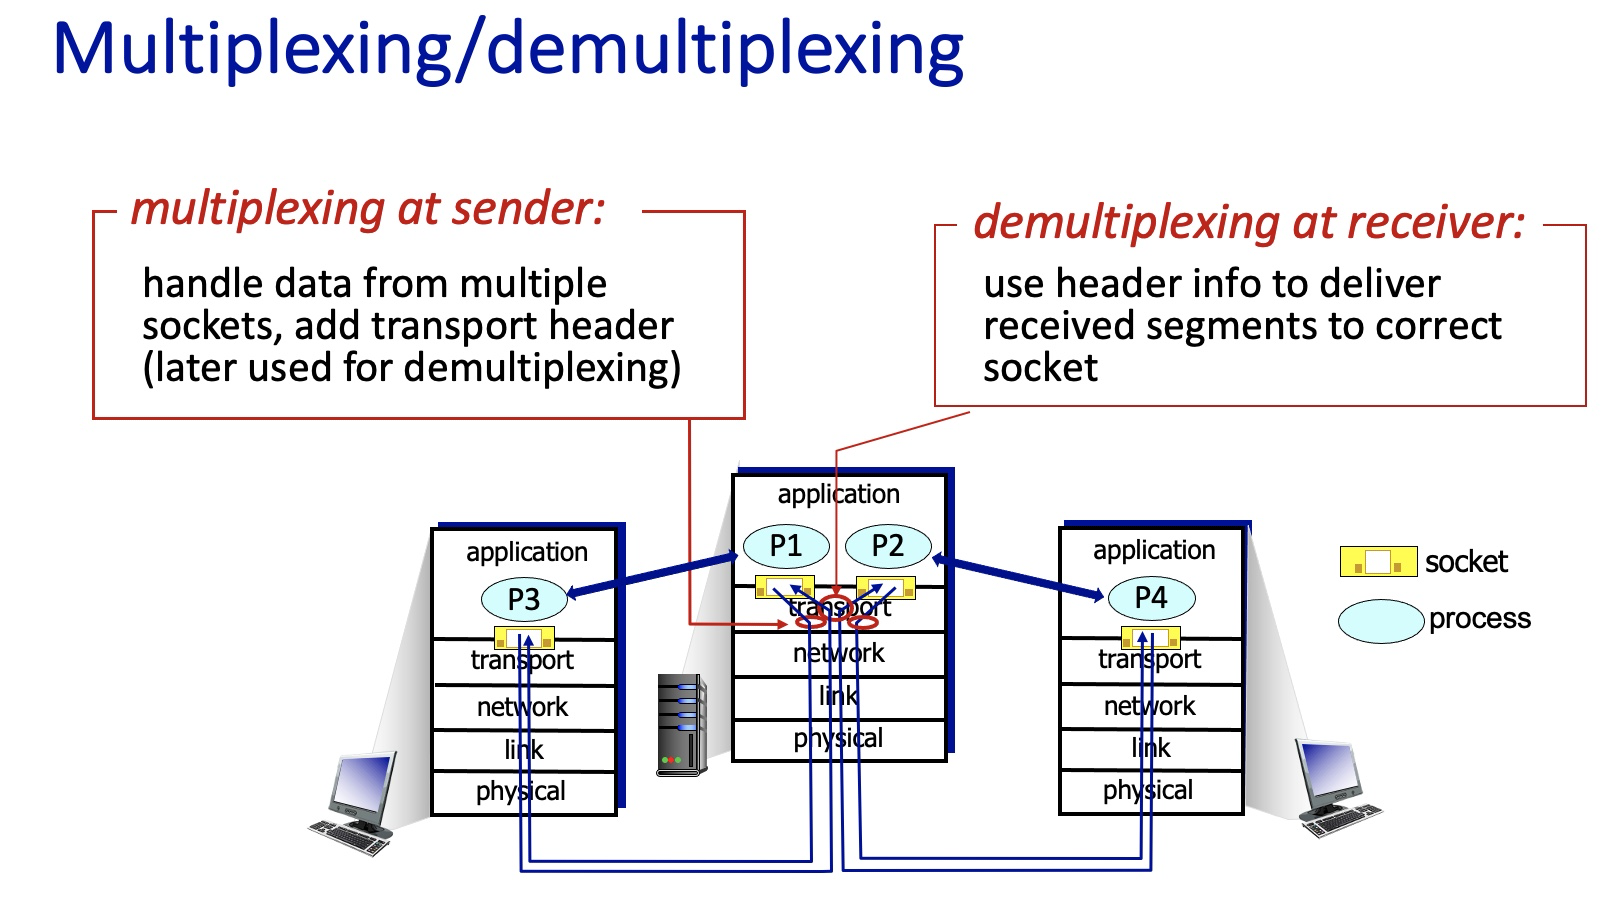 Multiplexing/demultiplexing
multiplexing at sender:
handle data from multiple
sockets, add transport header
(later used for demultiplexing)
demultiplexing at receiver:
use header info to deliver
received segments to correct
socket
application
P3
transport
network
link
physical
application
P1 P2
transport
network
link
physical
application
P4
transport
network
link
physical
socket
process